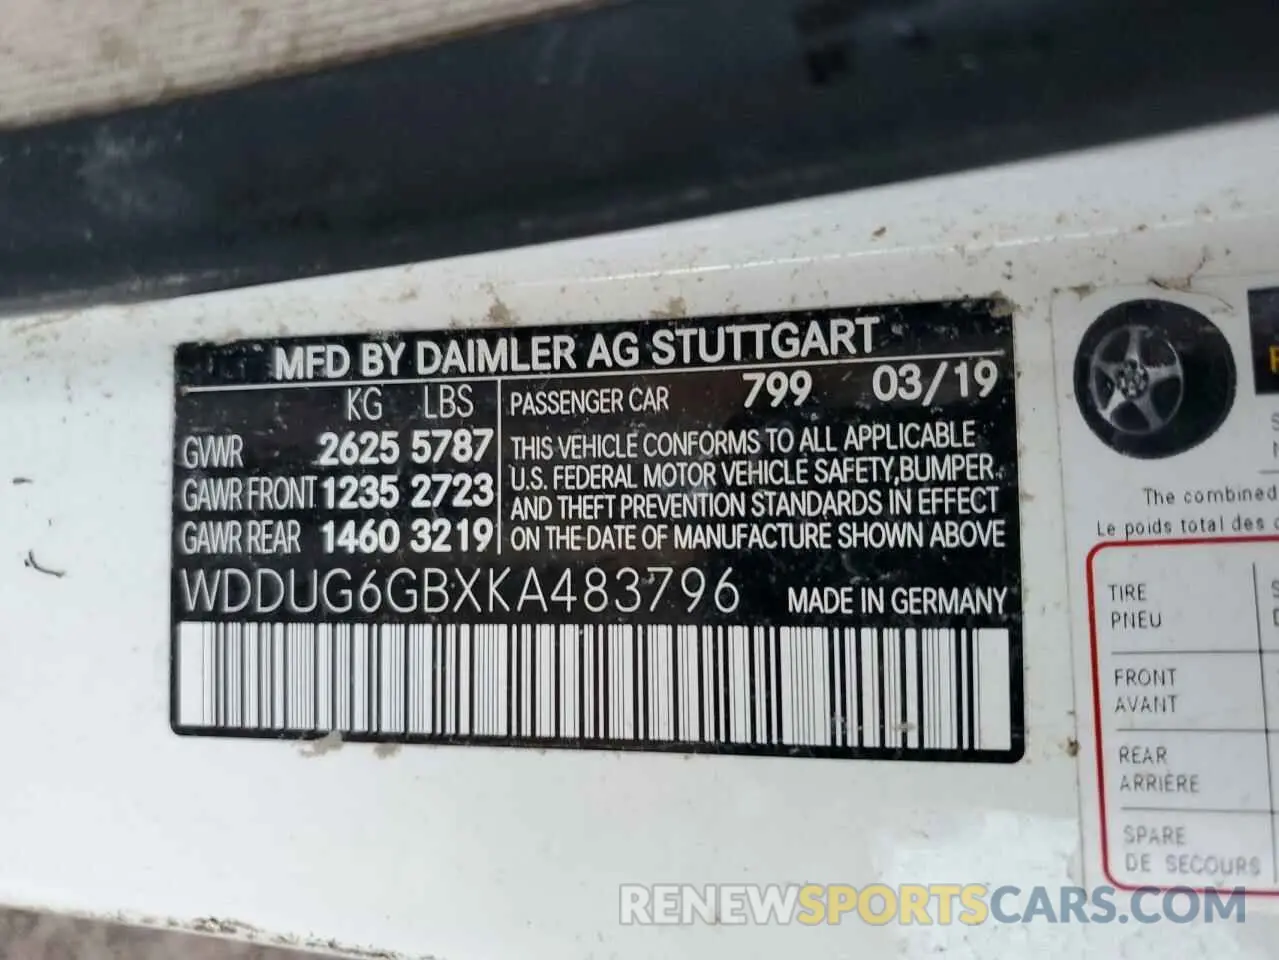 MFD BY DAIMLER AG STUTTGART
KG LBS
GVWR 2625 5787
GAWR FRONT 1235 2723
GAWR REAR 1460 3219
PASSENGER CAR 799 03/19
THIS VEHICLE CONFORMS TO ALL APPLICABLE
U.S. FEDERAL MOTOR VEHICLE SAFETY,BUMPER.
AND THEFT PREVENTION STANDARDS IN EFFECT
ON THE DATE OF MANUFACTURE SHOWN ABOVE
WDDUG6GBXKA483796 MADE IN GERMANY
The combined
Le poids total des
TIRE
PNEU
FRONT
AVANT
REAR
ARRIÈRE
SPARE
DE SECOURS
RENEWSPORTSCARS.COM